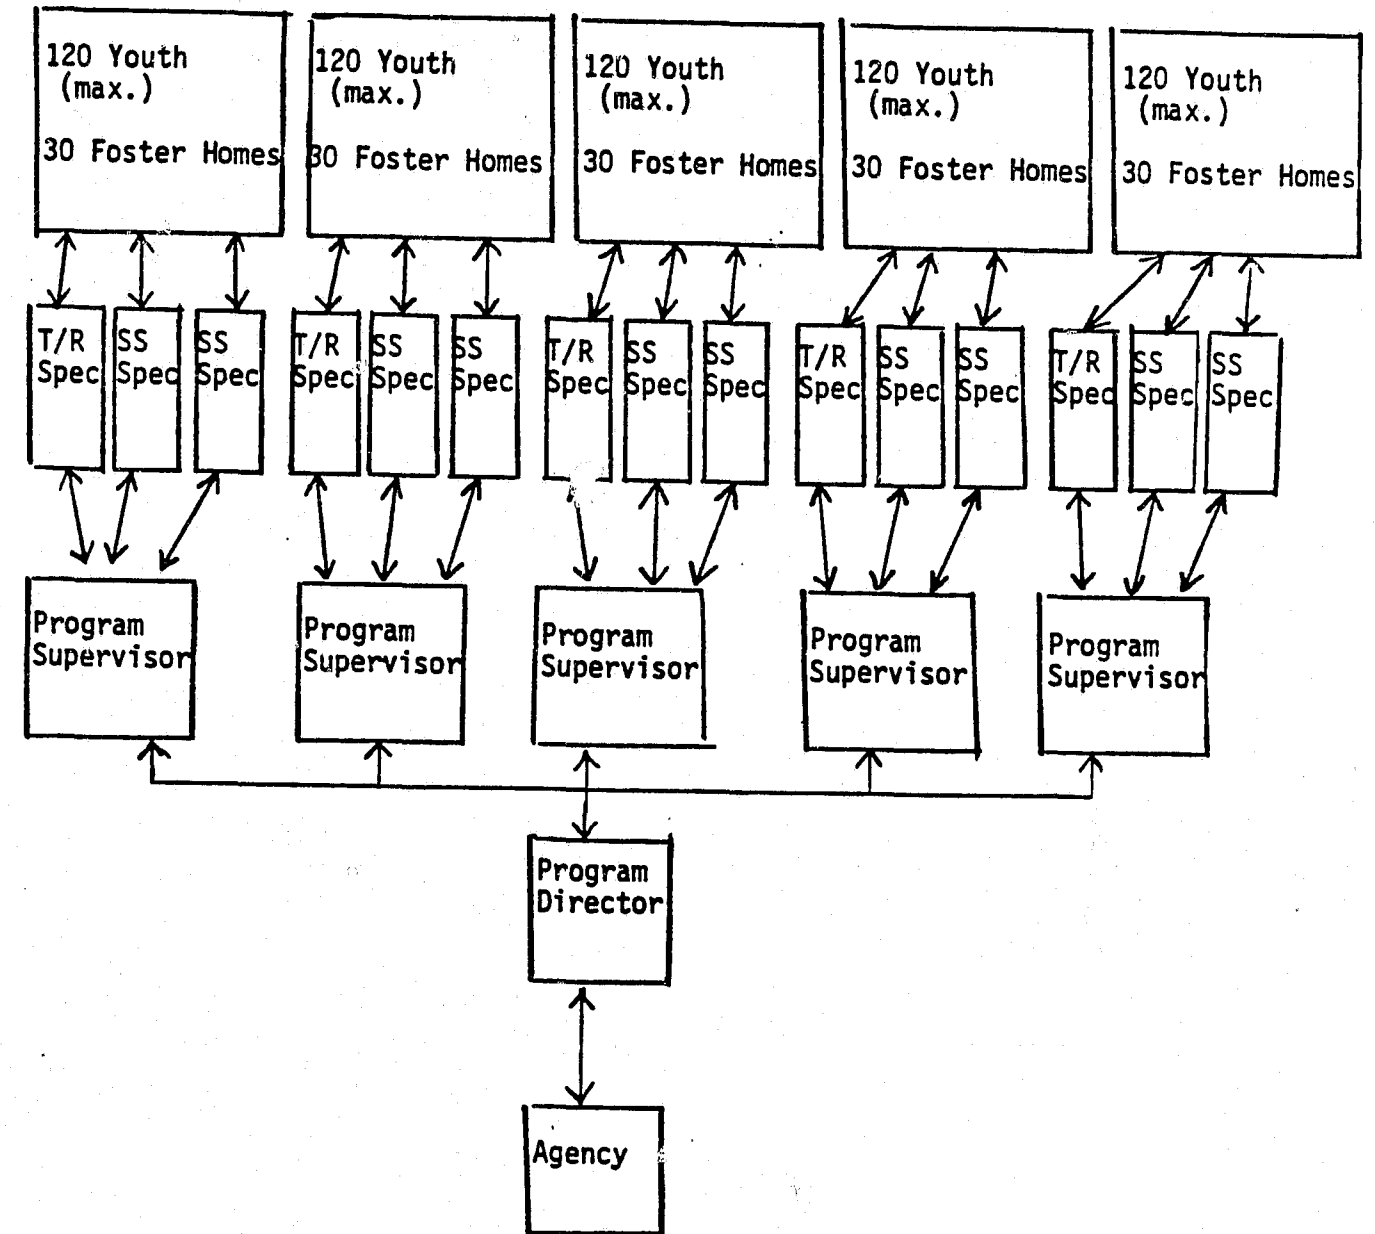 120 Youth
(max.)
30 Foster Homes
120 Youth
(max.)
30 Foster Homes
120 Youth
(max.)
30 Foster Homes
120 Youth
(max.)
30 Foster Homes
120 Youth
(max.)
30 Foster Homes
T/R
Spec
SS
Spec
SS
Spec
T/R
Spec
SS
Spec
SS
Spec
T/R
Spec
SS
Spec
SS
Spec
T/R
Spec
SS
Spec
SS
Spec
T/R
Spec
SS
Spec
SS
Spec
Program
Supervisor
Program
Supervisor
Program
Supervisor
Program
Supervisor
Program
Supervisor
Program
Director
Agency